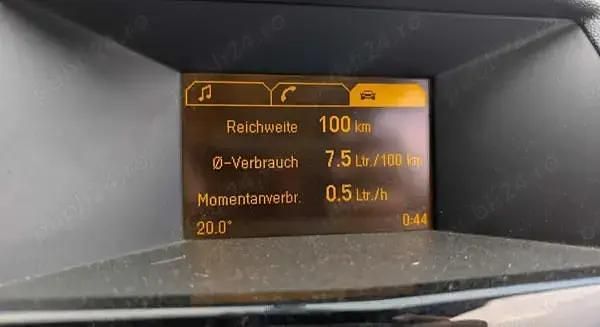 Reichweite 100 km
Ø-Verbrauch 7.5 Ltr./100 km
Momentanverbr. 0.5 Ltr./h
20.0° 0:44